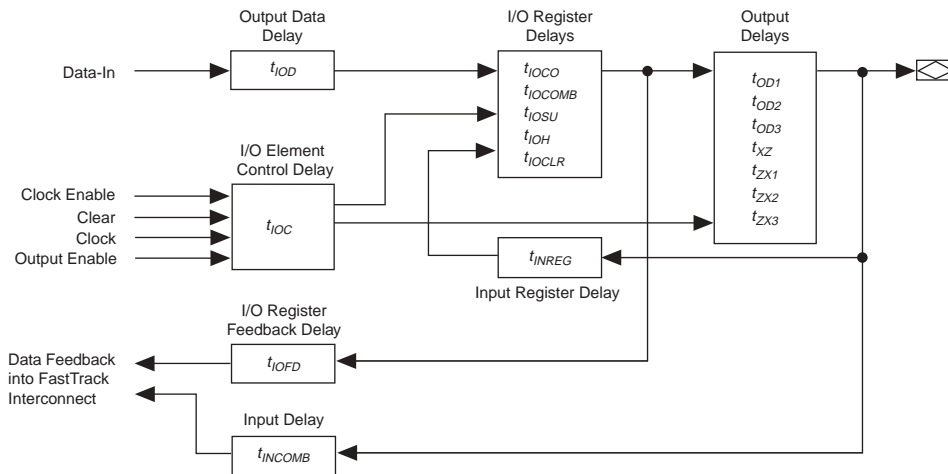 Output Data
Delay
I/O Register
Delays
Output
Delays
Data-In
tIOD
tIOCO
tIOCOMB
tIOSU
tIOH
tIOCLR
tOD1
tOD2
tOD3
tXZ
tZX1
tZX2
tZX3
I/O Element
Control Delay
Clock Enable
Clear
Clock
Output Enable
tIOC
tINREG
Input Register Delay
I/O Register
Feedback Delay
Data Feedback
into FastTrack
Interconnect
tIOFD
Input Delay
tINCOMB